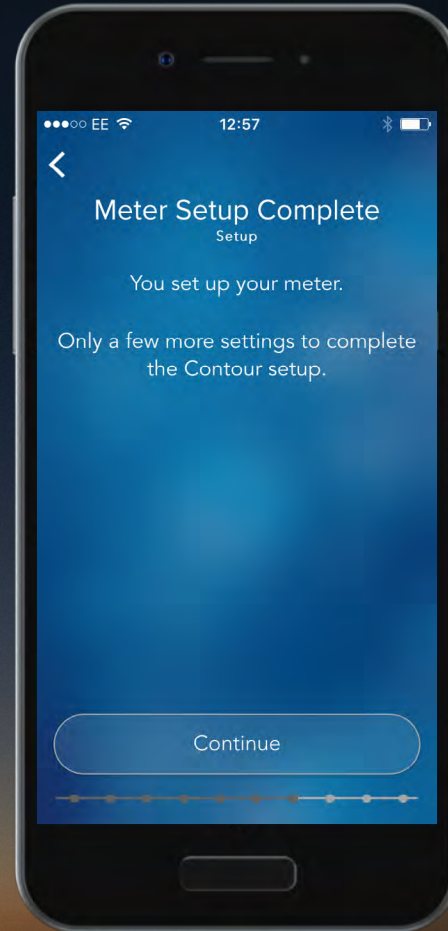 ●●●○○ EE 12:57
Meter Setup Complete
Setup
You set up your meter.
Only a few more settings to complete
the Contour setup.
Continue